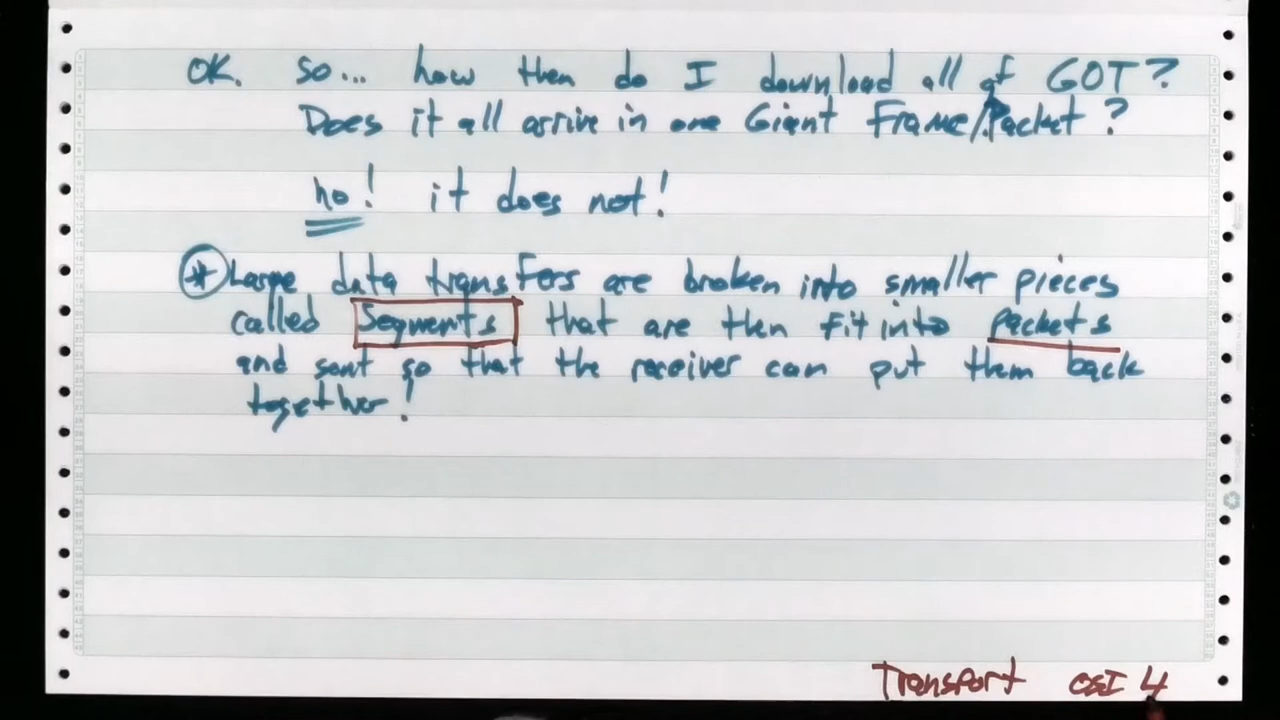 OK. so... how then do I download all of GOT?
Does it all arrive in one Giant Frame/Packet?
no! it does not!
* Large data transfers are broken into smaller pieces
called Segments that are then fit into packets
and sent so that the receiver can put them back
together!
Transport OSI 4